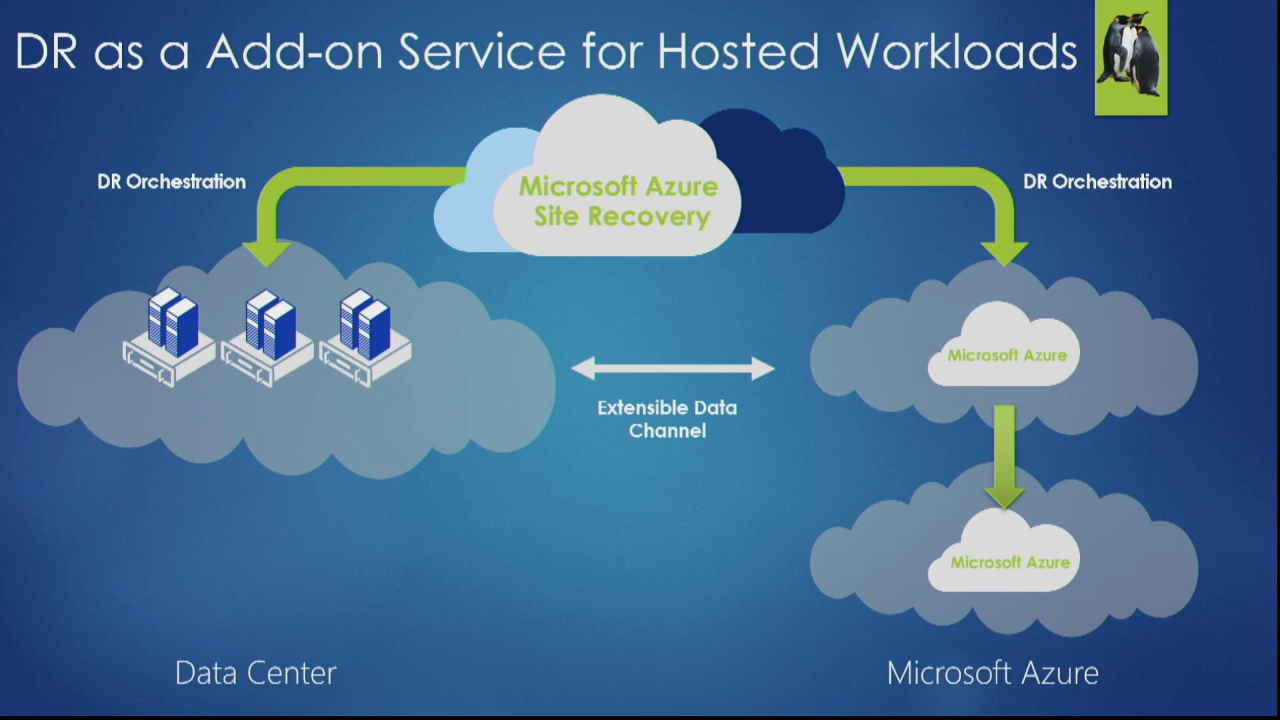 DR as a Add-on Service for Hosted Workloads
DR Orchestration
Microsoft Azure
Site Recovery
DR Orchestration
Microsoft Azure
Extensible Data
Channel
Microsoft Azure
Data Center
Microsoft Azure